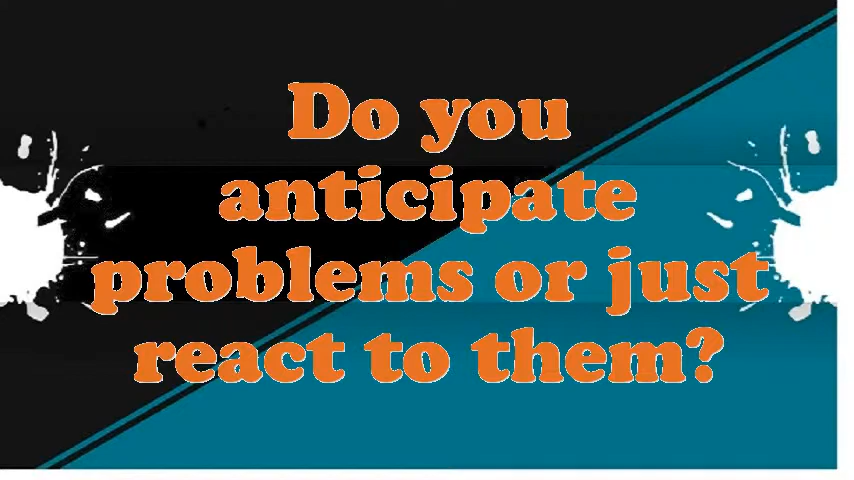 Do you
anticipate
problems or just
react to them?